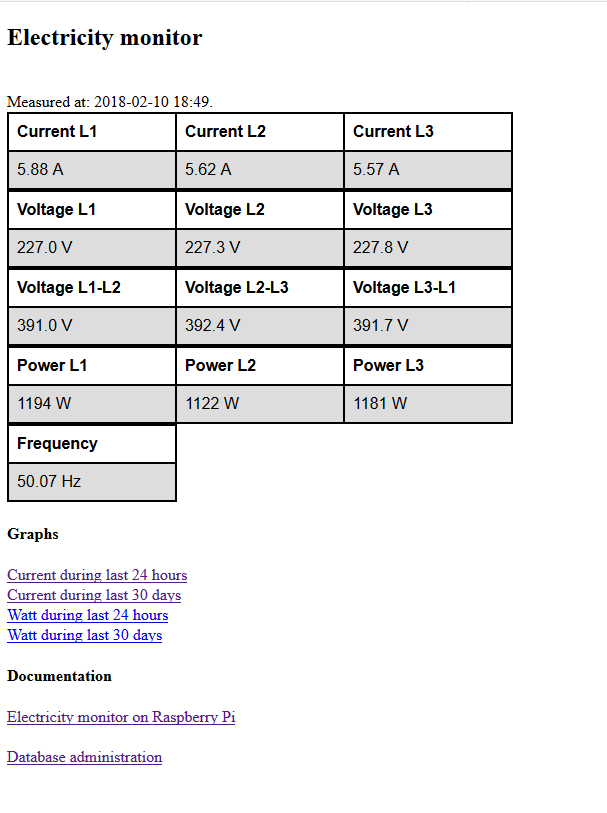 Electricity monitor
Measured at: 2018-02-10 18:49.
Current L1 Current L2 Current L3
5.88 A 5.62 A 5.57 A
Voltage L1 Voltage L2 Voltage L3
227.0 V 227.3 V 227.8 V
Voltage L1-L2 Voltage L2-L3 Voltage L3-L1
391.0 V 392.4 V 391.7 V
Power L1 Power L2 Power L3
1194 W 1122 W 1181 W
Frequency
50.07 Hz
Graphs
Current during last 24 hours
Current during last 30 days
Watt during last 24 hours
Watt during last 30 days
Documentation
Electricity monitor on Raspberry Pi
Database administration